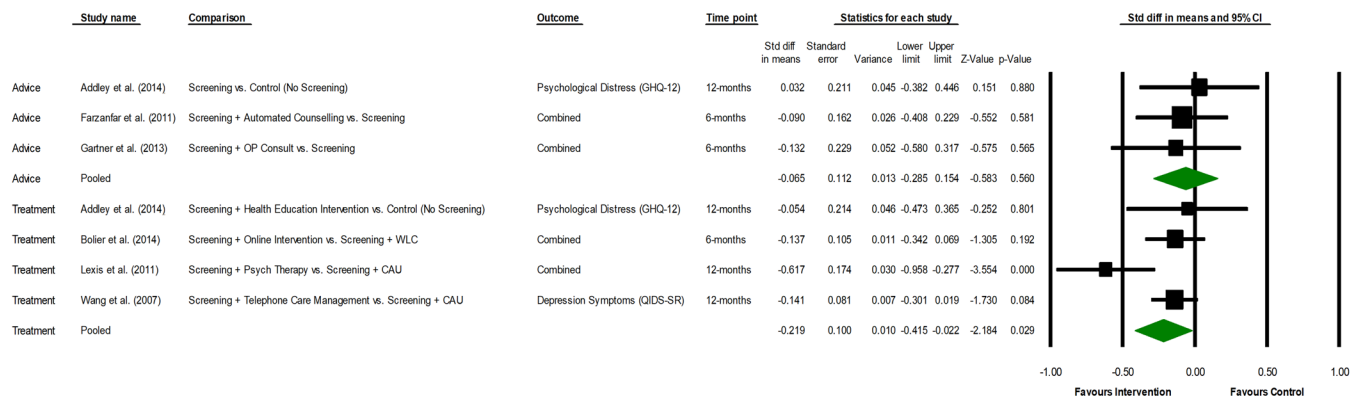 Study name Comparison Outcome Time point Statistics for each study Std diff in means and 95% CI
Std diff in means Standard error Variance Lower limit Upper limit Z-Value p-Value
Advice Addley et al. (2014) Screening vs. Control (No Screening) Psychological Distress (GHQ-12) 12-months 0.032 0.211 0.045 -0.382 0.446 0.151 0.880
Advice Farzanfar et al. (2011) Screening + Automated Counselling vs. Screening Combined 6-months -0.090 0.162 0.026 -0.408 0.229 -0.552 0.581
Advice Gartner et al. (2013) Screening + OP Consult vs. Screening Combined 6-months -0.132 0.229 0.052 -0.580 0.317 -0.575 0.565
Advice Pooled -0.065 0.112 0.013 -0.285 0.154 -0.583 0.560
Treatment Addley et al. (2014) Screening + Health Education Intervention vs. Control (No Screening) Psychological Distress (GHQ-12) 12-months -0.054 0.214 0.046 -0.473 0.365 -0.252 0.801
Treatment Bolier et al. (2014) Screening + Online Intervention vs. Screening + WLC Combined 6-months -0.137 0.105 0.011 -0.342 0.069 -1.305 0.192
Treatment Lexis et al. (2011) Screening + Psych Therapy vs. Screening + CAU Combined 12-months -0.617 0.174 0.030 -0.958 -0.277 -3.554 0.000
Treatment Wang et al. (2007) Screening + Telephone Care Management vs. Screening + CAU Depression Symptoms (QIDS-SR) 12-months -0.141 0.081 0.007 -0.301 0.019 -1.730 0.084
Treatment Pooled -0.219 0.100 0.010 -0.415 -0.022 -2.184 0.029
-1.00 -0.50 0.00 0.50 1.00
Favours Intervention Favours Control